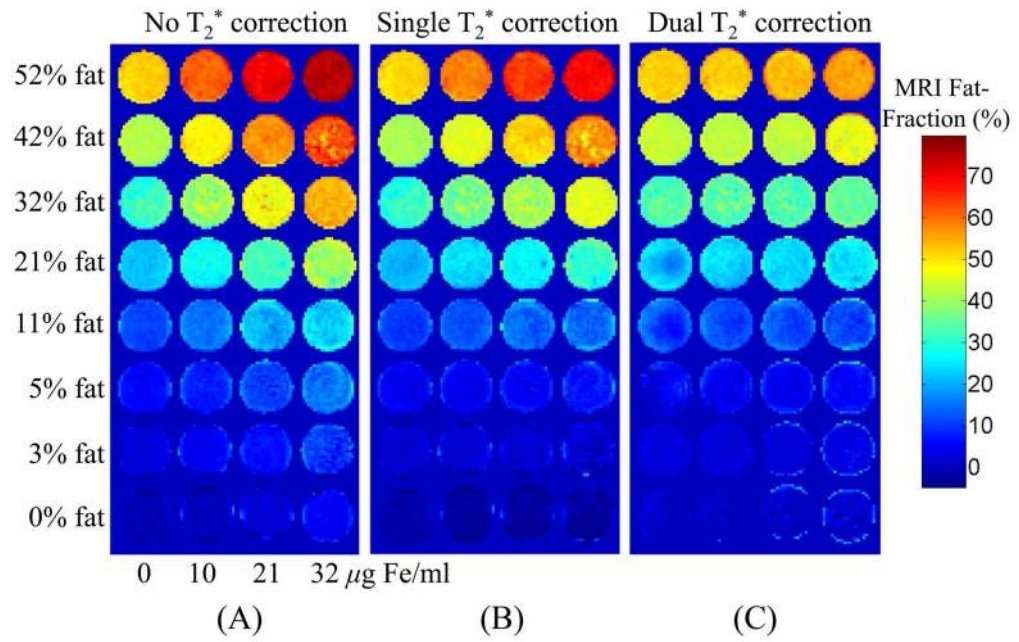 No T₂* correction
Single T₂* correction
Dual T₂* correction
52% fat
42% fat
32% fat
21% fat
11% fat
5% fat
3% fat
0% fat
0 10 21 32 μg Fe/ml
(A) (B) (C)
MRI Fat-
Fraction (%)
70
60
50
40
30
20
10
0